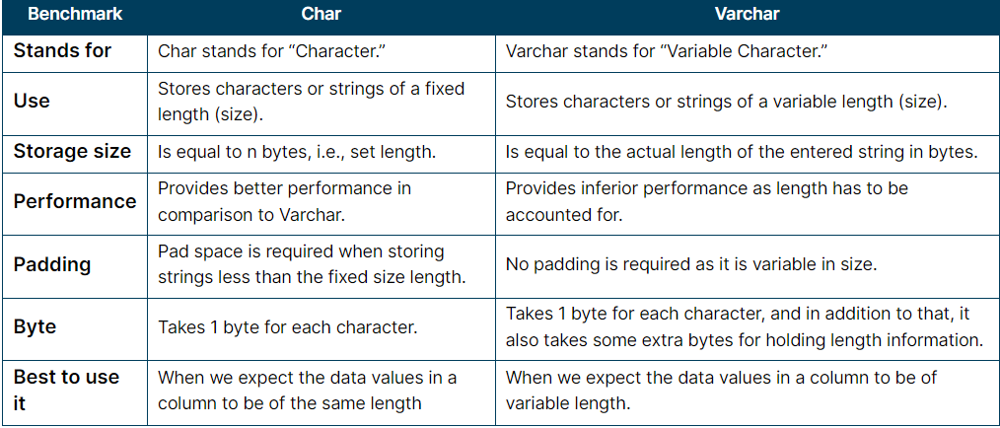 Benchmark Char Varchar
Stands for Char stands for “Character.” Varchar stands for “Variable Character.”
Use
Stores characters or strings of a fixed
length (size).
Stores characters or strings of a variable length (size).
Storage size Is equal to n bytes, i.e., set length. Is equal to the actual length of the entered string in bytes.
Performance
Provides better performance in
comparison to Varchar.
Provides inferior performance as length has to be
accounted for.
Padding
Pad space is required when storing
strings less than the fixed size length.
No padding is required as it is variable in size.
Byte
Takes 1 byte for each character.
Takes 1 byte for each character, and in addition to that, it
also takes some extra bytes for holding length information.
Best to use
it
When we expect the data values in a
column to be of the same length
When we expect the data values in a column to be of
variable length.